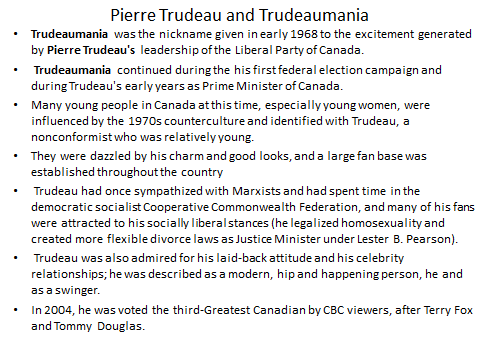 Pierre Trudeau and Trudeaumania
• Trudeaumania was the nickname given in early 1968 to the excitement generated
by Pierre Trudeau's leadership of the Liberal Party of Canada.
• Trudeaumania continued during the his first federal election campaign and
during Trudeau's early years as Prime Minister of Canada.
• Many young people in Canada at this time, especially young women, were
influenced by the 1970s counterculture and identified with Trudeau, a
nonconformist who was relatively young.
• They were dazzled by his charm and good looks, and a large fan base was
established throughout the country
• Trudeau had once sympathized with Marxists and had spent time in the
democratic socialist Cooperative Commonwealth Federation, and many of his fans
were attracted to his socially liberal stances (he legalized homosexuality and
created more flexible divorce laws as Justice Minister under Lester B. Pearson).
• Trudeau was also admired for his laid-back attitude and his celebrity
relationships; he was described as a modern, hip and happening person, he and
as a swinger.
• In 2004, he was voted the third-Greatest Canadian by CBC viewers, after Terry Fox
and Tommy Douglas.